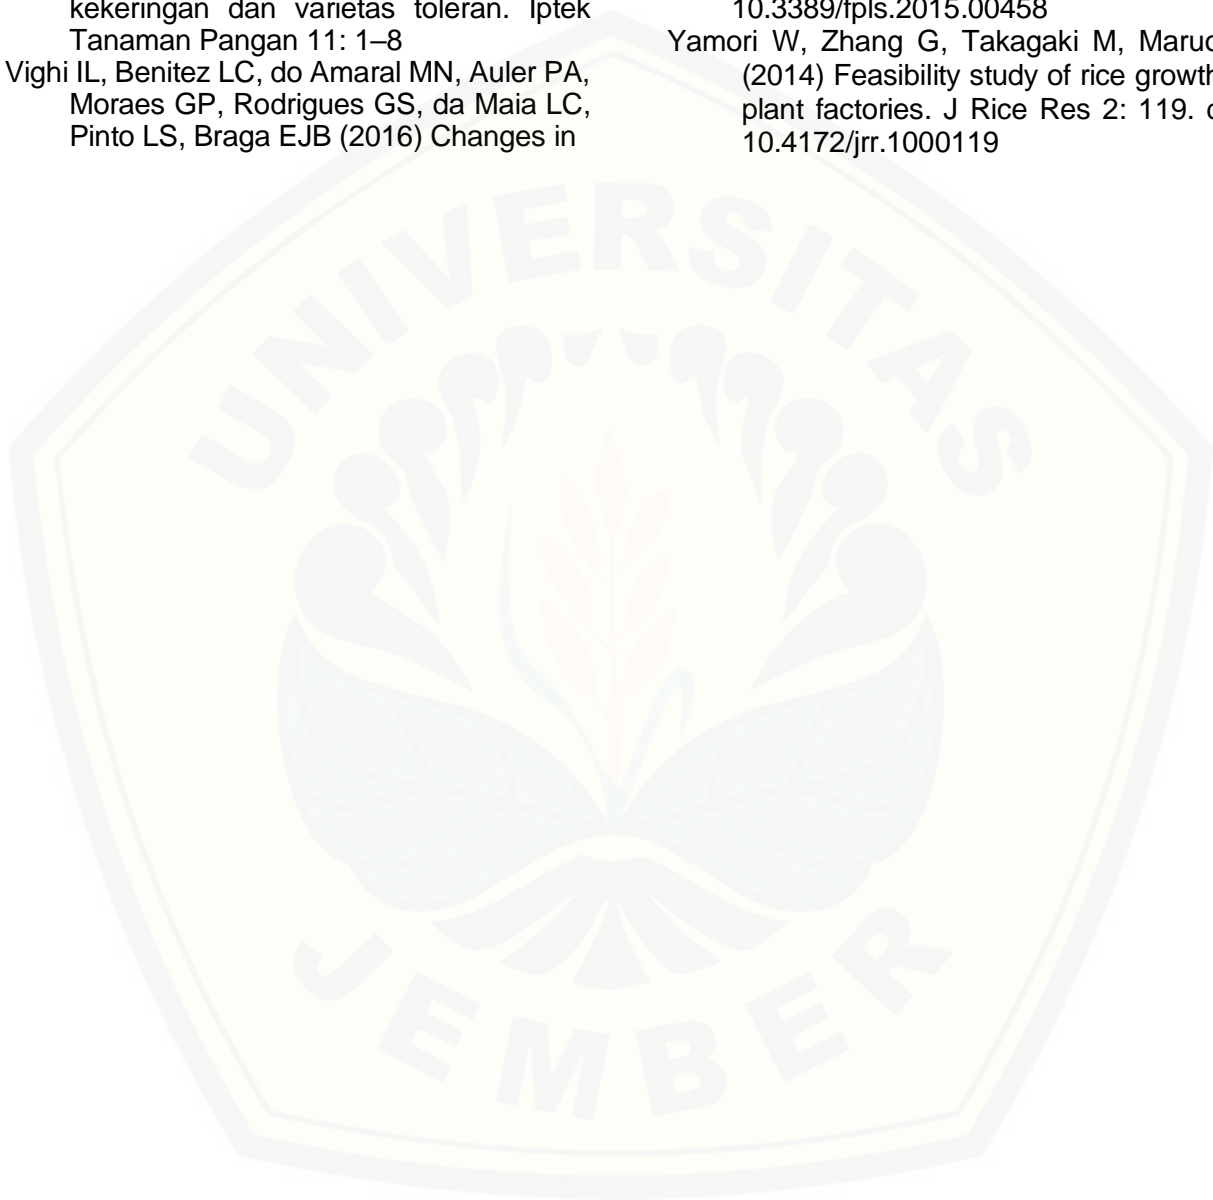 kekeringan dan varietas toleran. Iptek
Tanaman Pangan 11: 1–8
Vighi IL, Benitez LC, do Amaral MN, Auler PA,
Moraes GP, Rodrigues GS, da Maia LC,
Pinto LS, Braga EJB (2016) Changes in
10.3389/fpls.2015.00458
Yamori W, Zhang G, Takagaki M, Maruo
(2014) Feasibility study of rice growth
plant factories. J Rice Res 2: 119.
10.4172/jrr.1000119
UNIVERSITAS
JEMBER